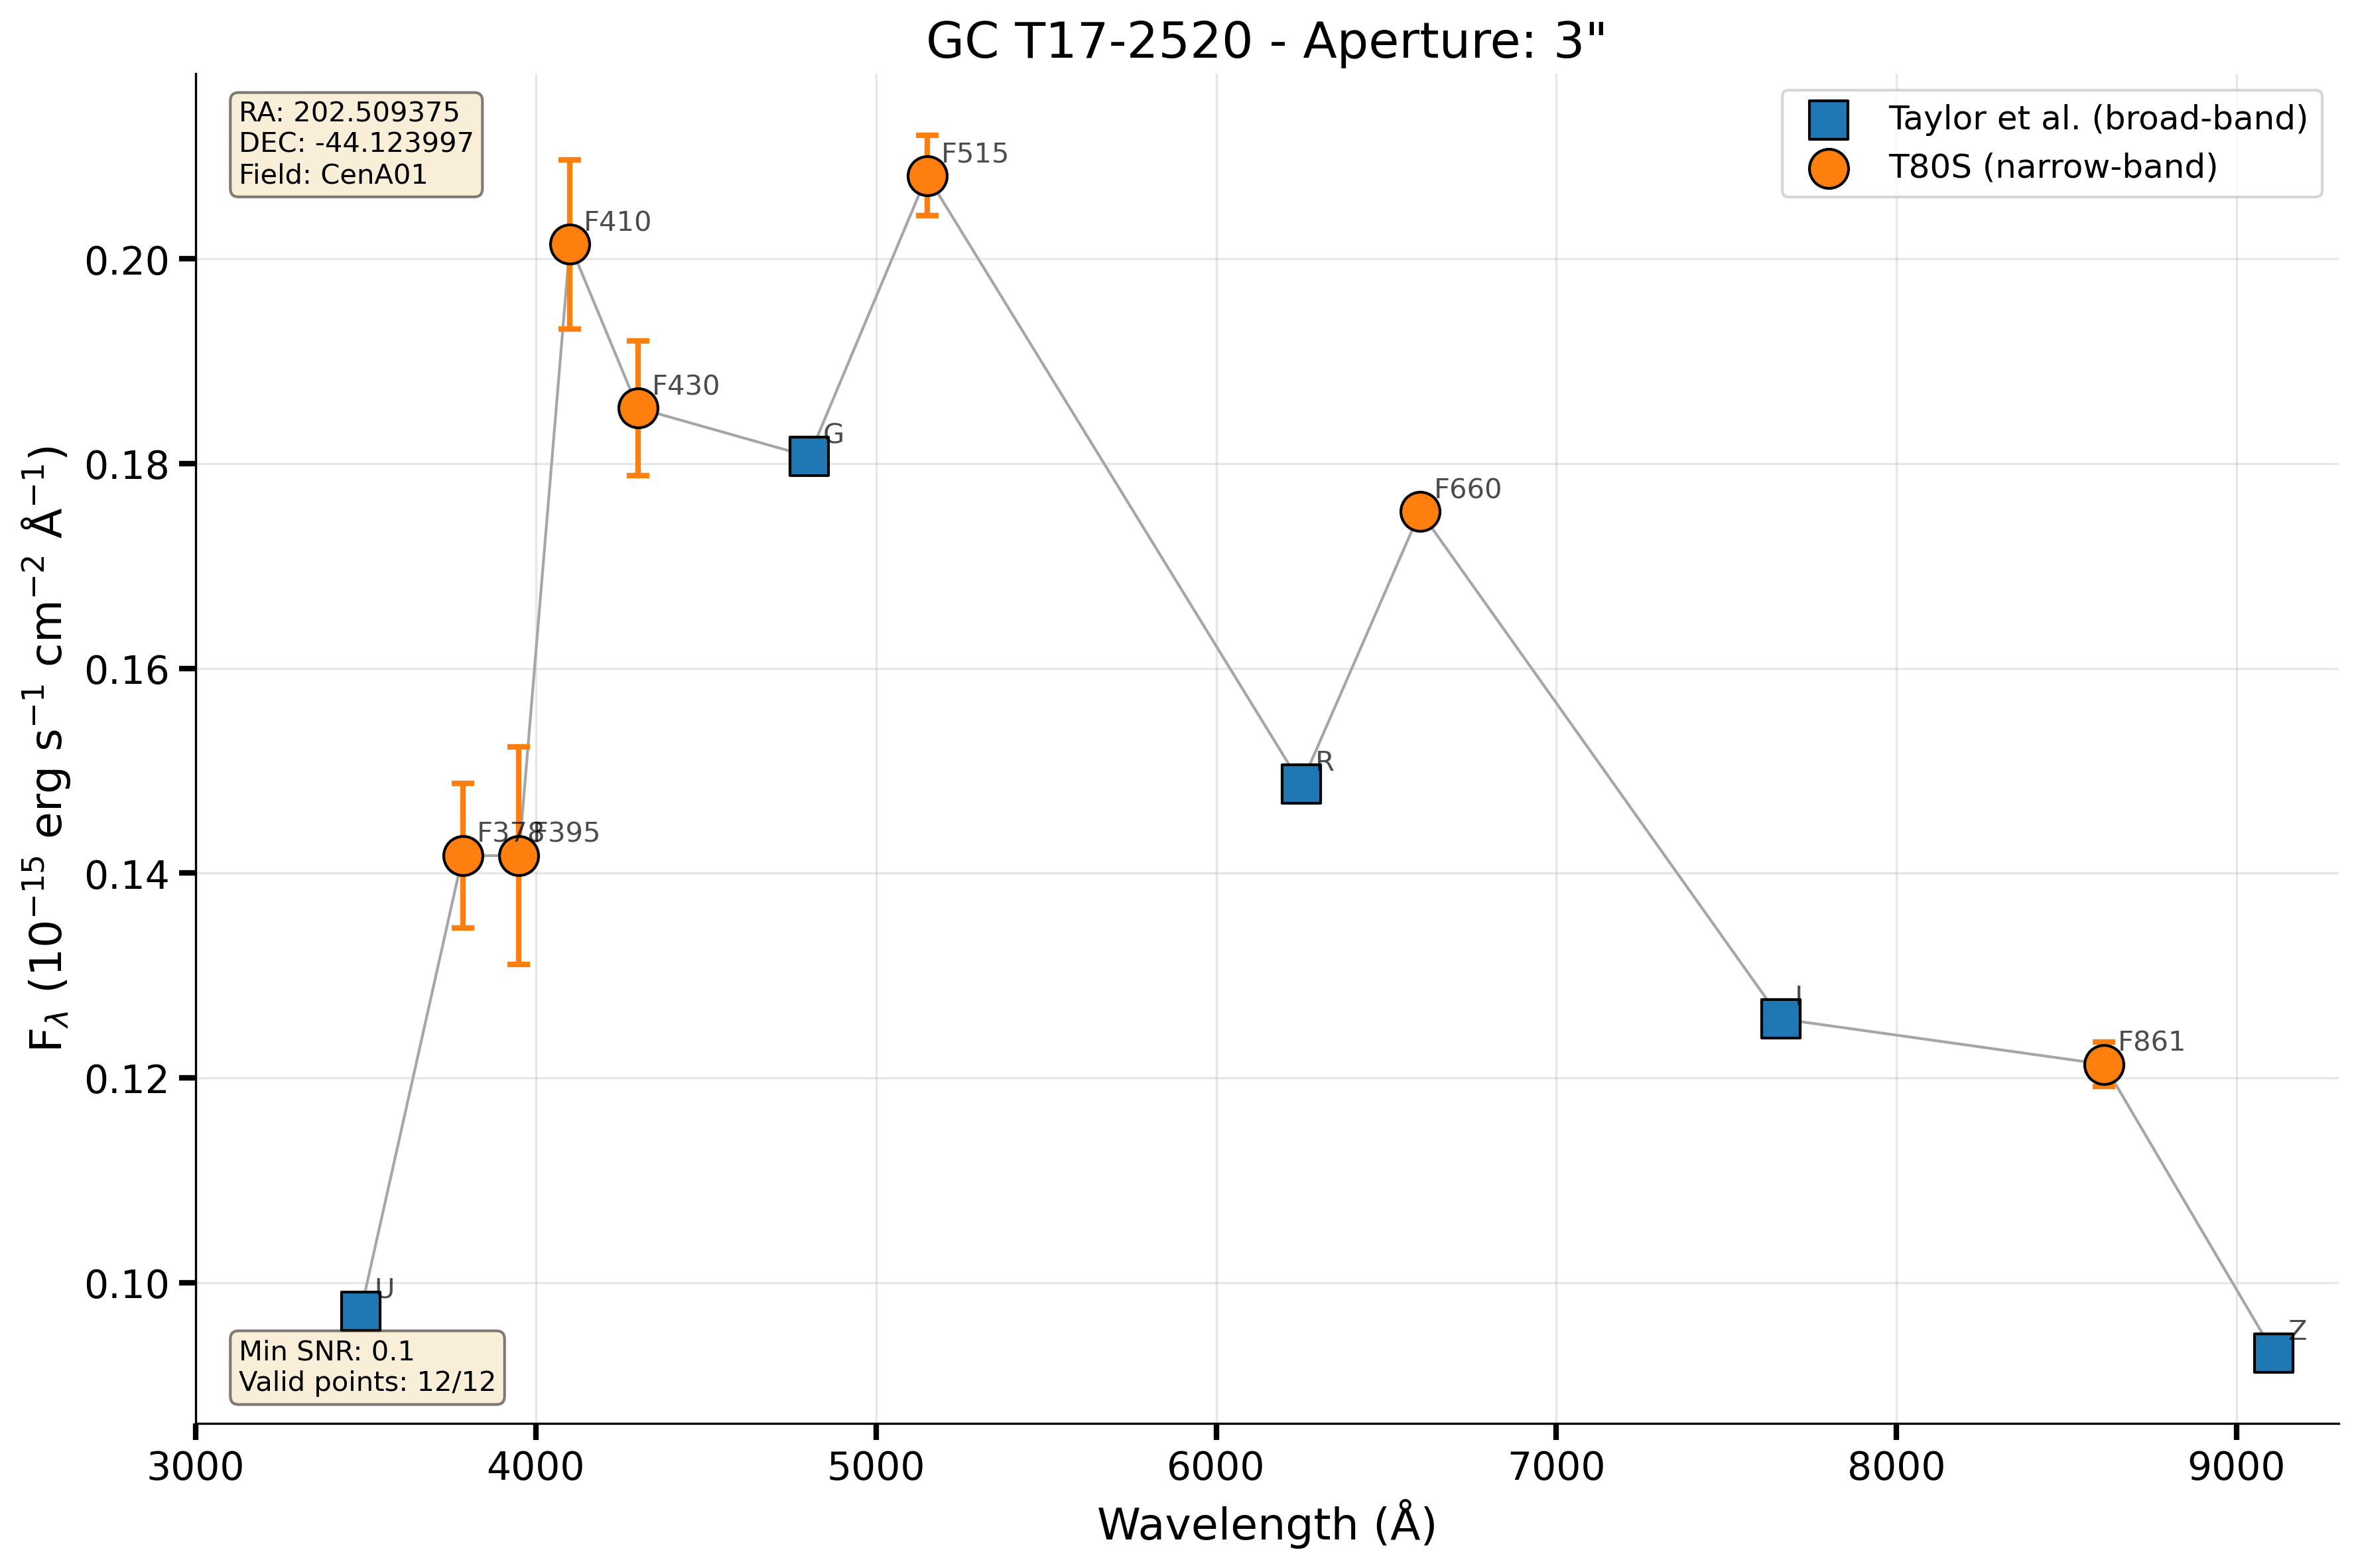 GC T17-2520 - Aperture: 3"
RA: 202.509375
DEC: -44.123997
Field: CenA01
Taylor et al. (broad-band)
T80S (narrow-band)
F515
F410
F430
G
F660
R
F378
F395
I
F861
U
Z
Min SNR: 0.1
Valid points: 12/12
0.20
0.18
0.16
0.14
0.12
0.10
F$_λ$ (10⁻¹⁵ erg s⁻¹ cm⁻² Å⁻¹)
3000 4000 5000 6000 7000 8000 9000
Wavelength (Å)